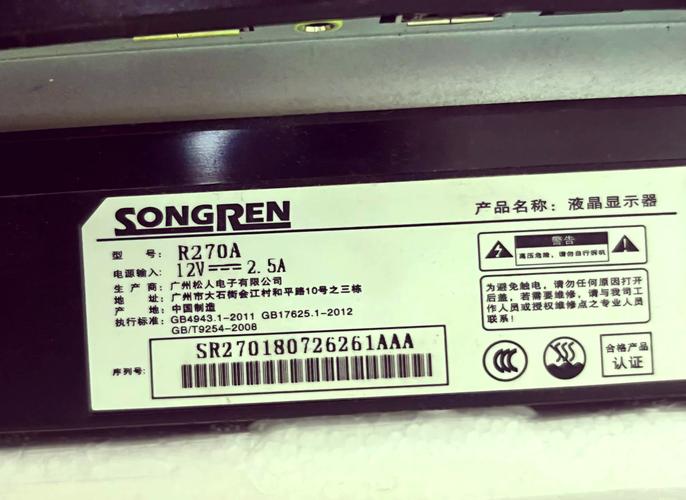 SONGREN
产品名称：液晶显示器
型 号：R270A
电源输入：12V⎓2.5A
生 产 商：广州松人电子有限公司
地 址：广州市大石街会江村和平路10号之三栋
产 地：中国制造
执行标准：GB4943.1-2011 GB17625.1-2012
GB/T9254-2008
警告
高压危险，请勿自行拆机
为避免触电，请勿任何打开
后盖，若需要维修，请与我司工
作人员或授权维修点之专业人员
联系。
序列号：
SR270180726261AAA
CCC
合格产品
认证